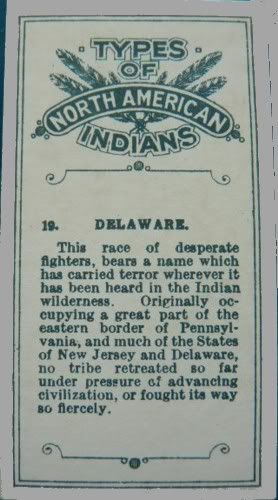 TYPES
OF
NORTH AMERICAN
INDIANS
19. DELAWARE.
This race of desperate
fighters, bears a name which
has carried terror wherever it
has been heard in the Indian
wilderness. Originally oc-
cupying a great part of the
eastern border of Pennsyl-
vania, and much of the States
of New Jersey and Delaware,
no tribe retreated so far
under pressure of advancing
civilization, or fought its way
so fiercely.